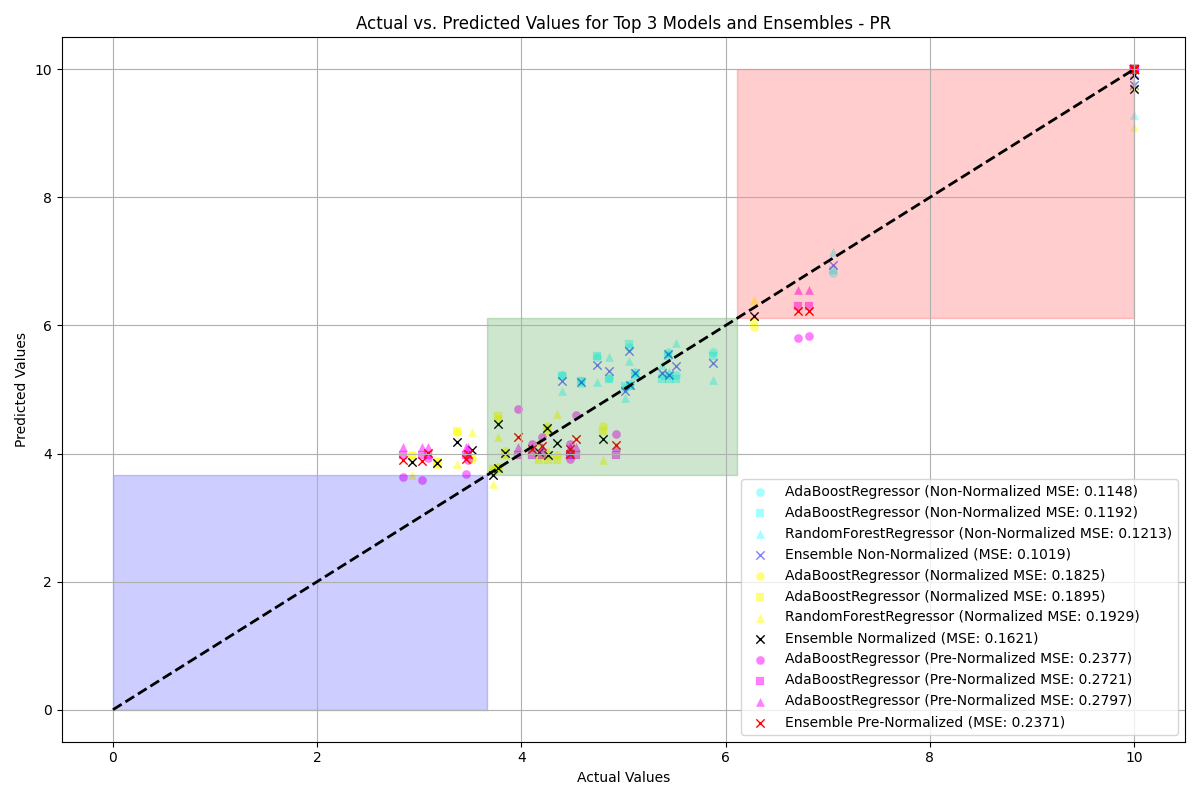 Actual vs. Predicted Values for Top 3 Models and Ensembles - PR
10
8
6
4
2
0
Predicted Values
AdaBoostRegressor (Non-Normalized MSE: 0.1148)
AdaBoostRegressor (Non-Normalized MSE: 0.1192)
RandomForestRegressor (Non-Normalized MSE: 0.1213)
Ensemble Non-Normalized (MSE: 0.1019)
AdaBoostRegressor (Normalized MSE: 0.1825)
AdaBoostRegressor (Normalized MSE: 0.1895)
RandomForestRegressor (Normalized MSE: 0.1929)
Ensemble Normalized (MSE: 0.1621)
AdaBoostRegressor (Pre-Normalized MSE: 0.2377)
AdaBoostRegressor (Pre-Normalized MSE: 0.2721)
AdaBoostRegressor (Pre-Normalized MSE: 0.2797)
Ensemble Pre-Normalized (MSE: 0.2371)
0 2 4 6 8 10
Actual Values